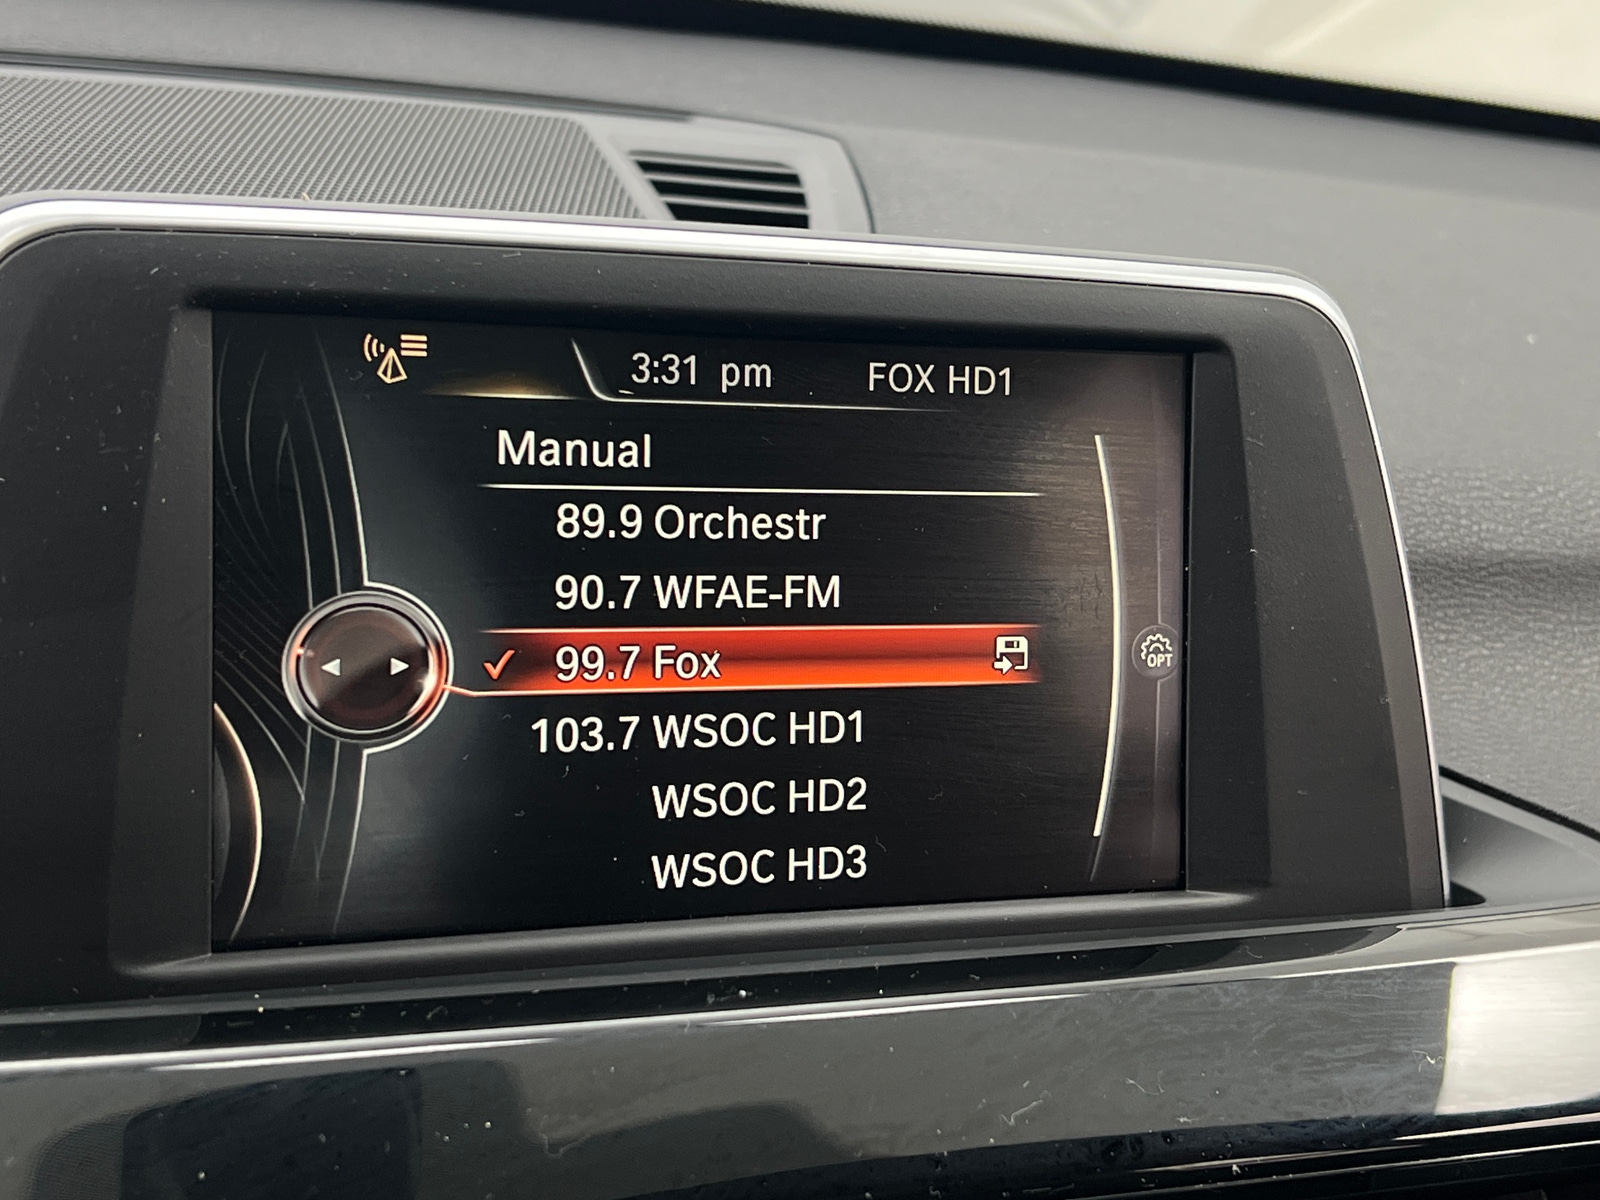 3:31 pm FOX HD1
Manual
89.9 Orchestr
90.7 WFAE-FM
99.7 Fox
OPT
103.7 WSOC HD1
WSOC HD2
WSOC HD3